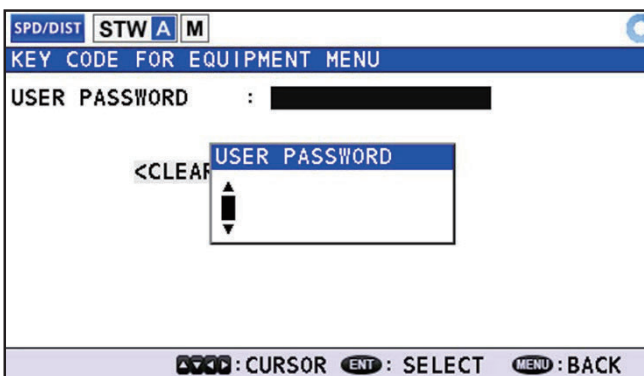 SPD/DIST STW A M
KEY CODE FOR EQUIPMENT MENU
USER PASSWORD :
USER PASSWORD
<CLEAR
▲▼◀▶ : CURSOR ENT : SELECT MENU : BACK